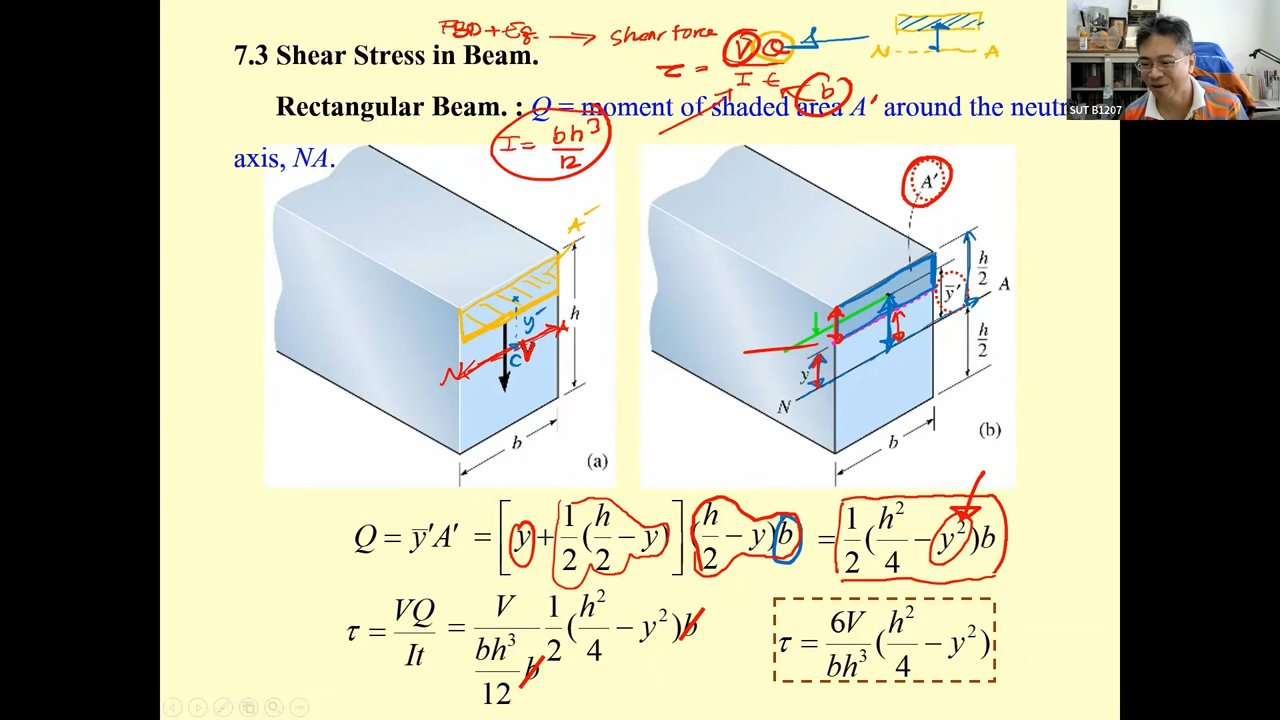 FBD + Eq. → shear force
τ = VQ / I t
b
N A
7.3 Shear Stress in Beam.
Rectangular Beam. : Q = moment of shaded area A′ around the neutr
I = bh³/12
axis, NA.
SUT B1207
A′
y̅
N
A
C
V
h
b
(a)
A′
h/2
y̅′
A
h/2
y
N
b
(b)
Q = y̅′A′ = [y + 1/2(h/2 − y)](h/2 − y)b = 1/2(h²/4 − y²)b
τ = VQ/It = V/(bh³/12 b) 1/2(h²/4 − y²)b
τ = 6V/bh³(h²/4 − y²)